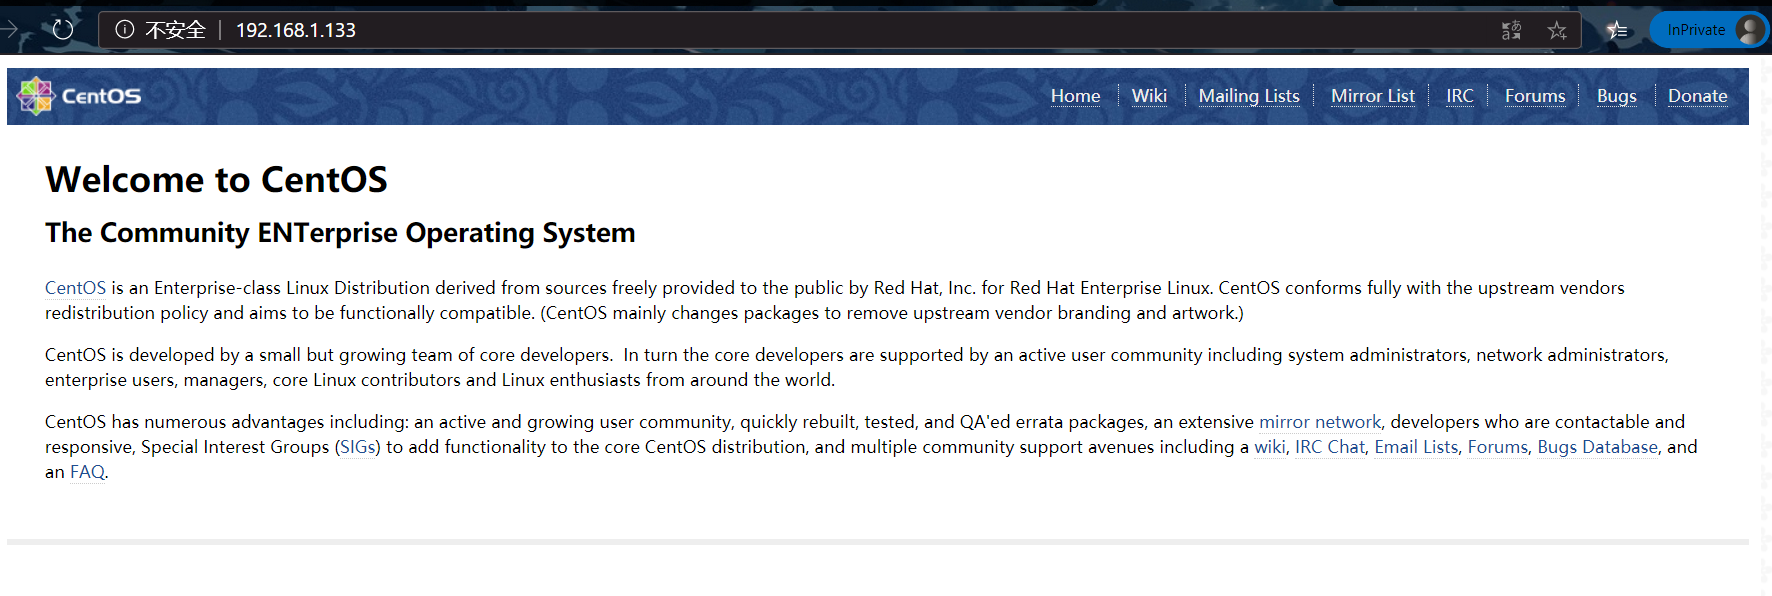 不安全 192.168.1.133 InPrivate
CentOS Home Wiki Mailing Lists Mirror List IRC Forums Bugs Donate
Welcome to CentOS
The Community ENTerprise Operating System
CentOS is an Enterprise-class Linux Distribution derived from sources freely provided to the public by Red Hat, Inc. for Red Hat Enterprise Linux. CentOS conforms fully with the upstream vendors
redistribution policy and aims to be functionally compatible. (CentOS mainly changes packages to remove upstream vendor branding and artwork.)
CentOS is developed by a small but growing team of core developers.  In turn the core developers are supported by an active user community including system administrators, network administrators,
enterprise users, managers, core Linux contributors and Linux enthusiasts from around the world.
CentOS has numerous advantages including: an active and growing user community, quickly rebuilt, tested, and QA'ed errata packages, an extensive mirror network, developers who are contactable and
responsive, Special Interest Groups (SIGs) to add functionality to the core CentOS distribution, and multiple community support avenues including a wiki, IRC Chat, Email Lists, Forums, Bugs Database, and
an FAQ.